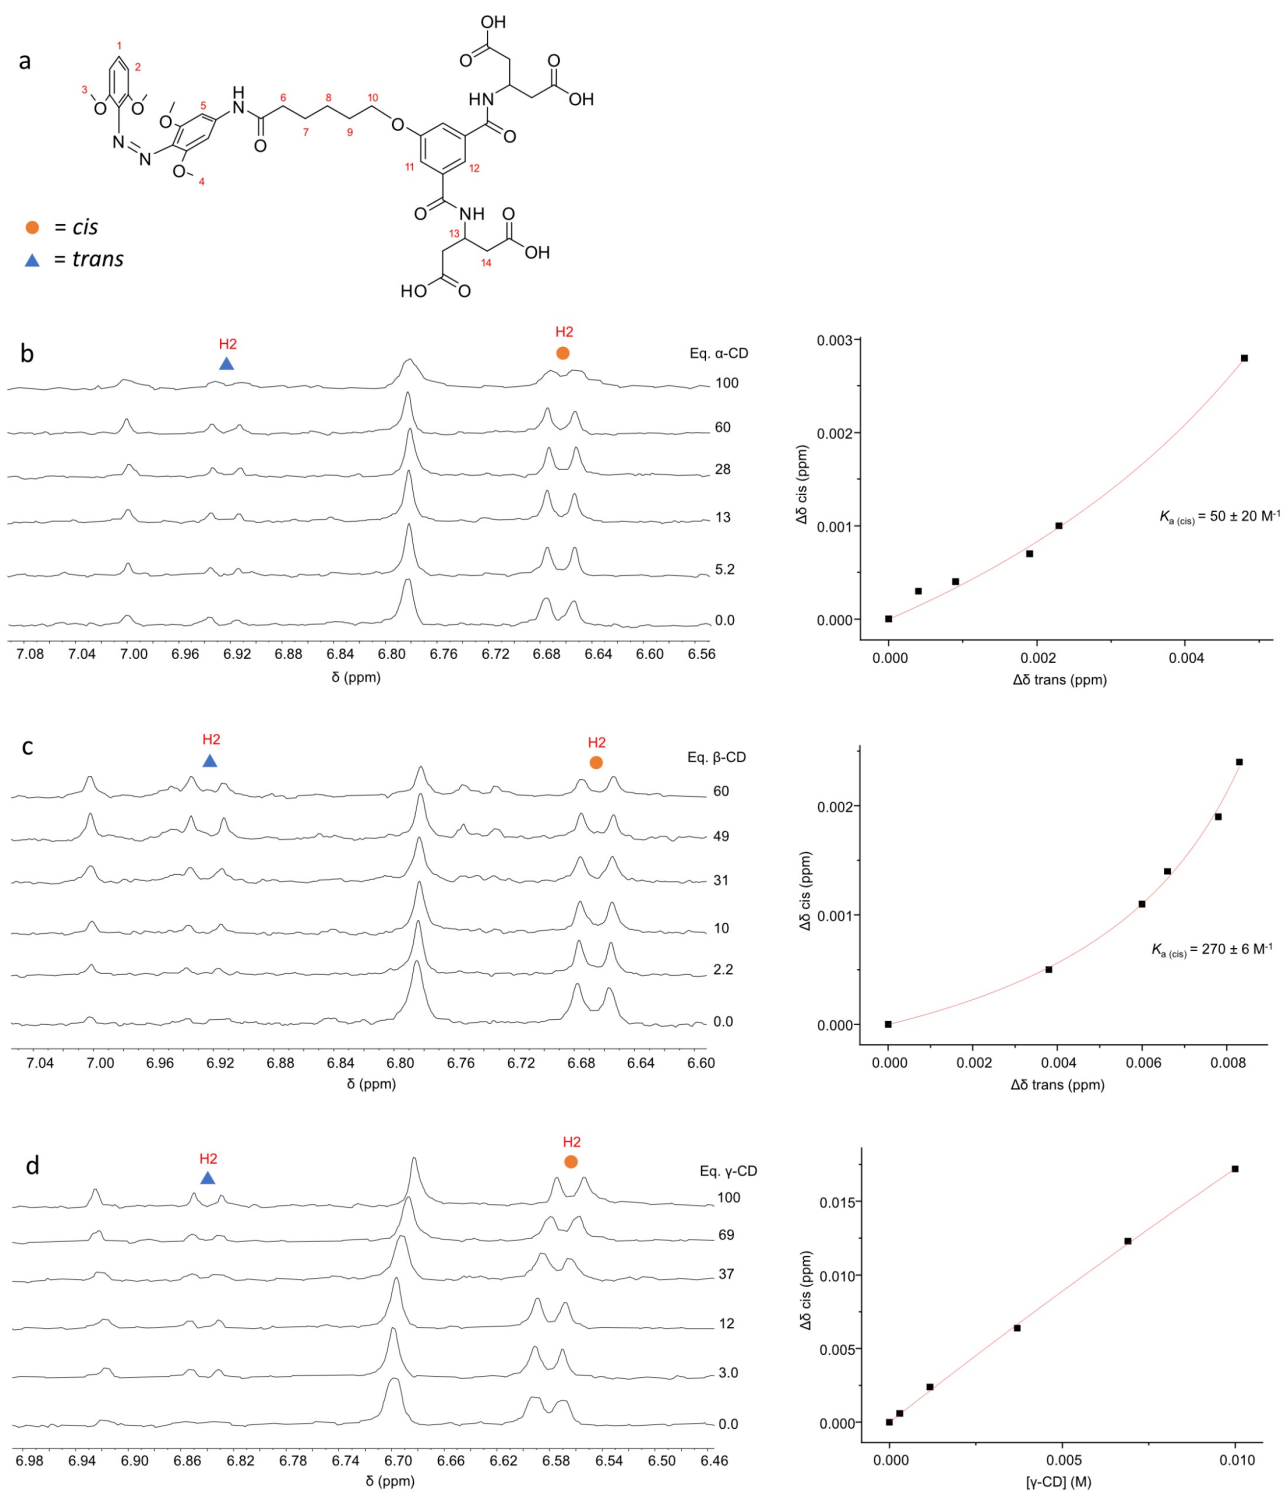 a
1
2
3
4
5
6
7
8
9
10
11
12
13
14
O
O
O
O
N
N
H
N
O
O
NH
O
O
OH
O
OH
O
NH
O
OH
HO
O
= cis
= trans
b
H2
H2
Eq. α-CD
100
60
28
13
5.2
0.0
7.08 7.04 7.00 6.96 6.92 6.88 6.84 6.80 6.76 6.72 6.68 6.64 6.60 6.56
δ (ppm)
0.003
0.002
0.001
0.000
Δδ cis (ppm)
Ka (cis) = 50 ± 20 M-1
0.000 0.002 0.004
Δδ trans (ppm)
c
H2
H2
Eq. β-CD
60
49
31
10
2.2
0.0
7.04 7.00 6.96 6.92 6.88 6.84 6.80 6.76 6.72 6.68 6.64 6.60
δ (ppm)
0.002
0.001
0.000
Δδ cis (ppm)
Ka (cis) = 270 ± 6 M-1
0.000 0.002 0.004 0.006 0.008
Δδ trans (ppm)
d
H2
H2
Eq. γ-CD
100
69
37
12
3.0
0.0
6.98 6.94 6.90 6.86 6.82 6.78 6.74 6.70 6.66 6.62 6.58 6.54 6.50 6.46
δ (ppm)
0.015
0.010
0.005
0.000
Δδ cis (ppm)
0.000 0.005 0.010
[γ-CD] (M)